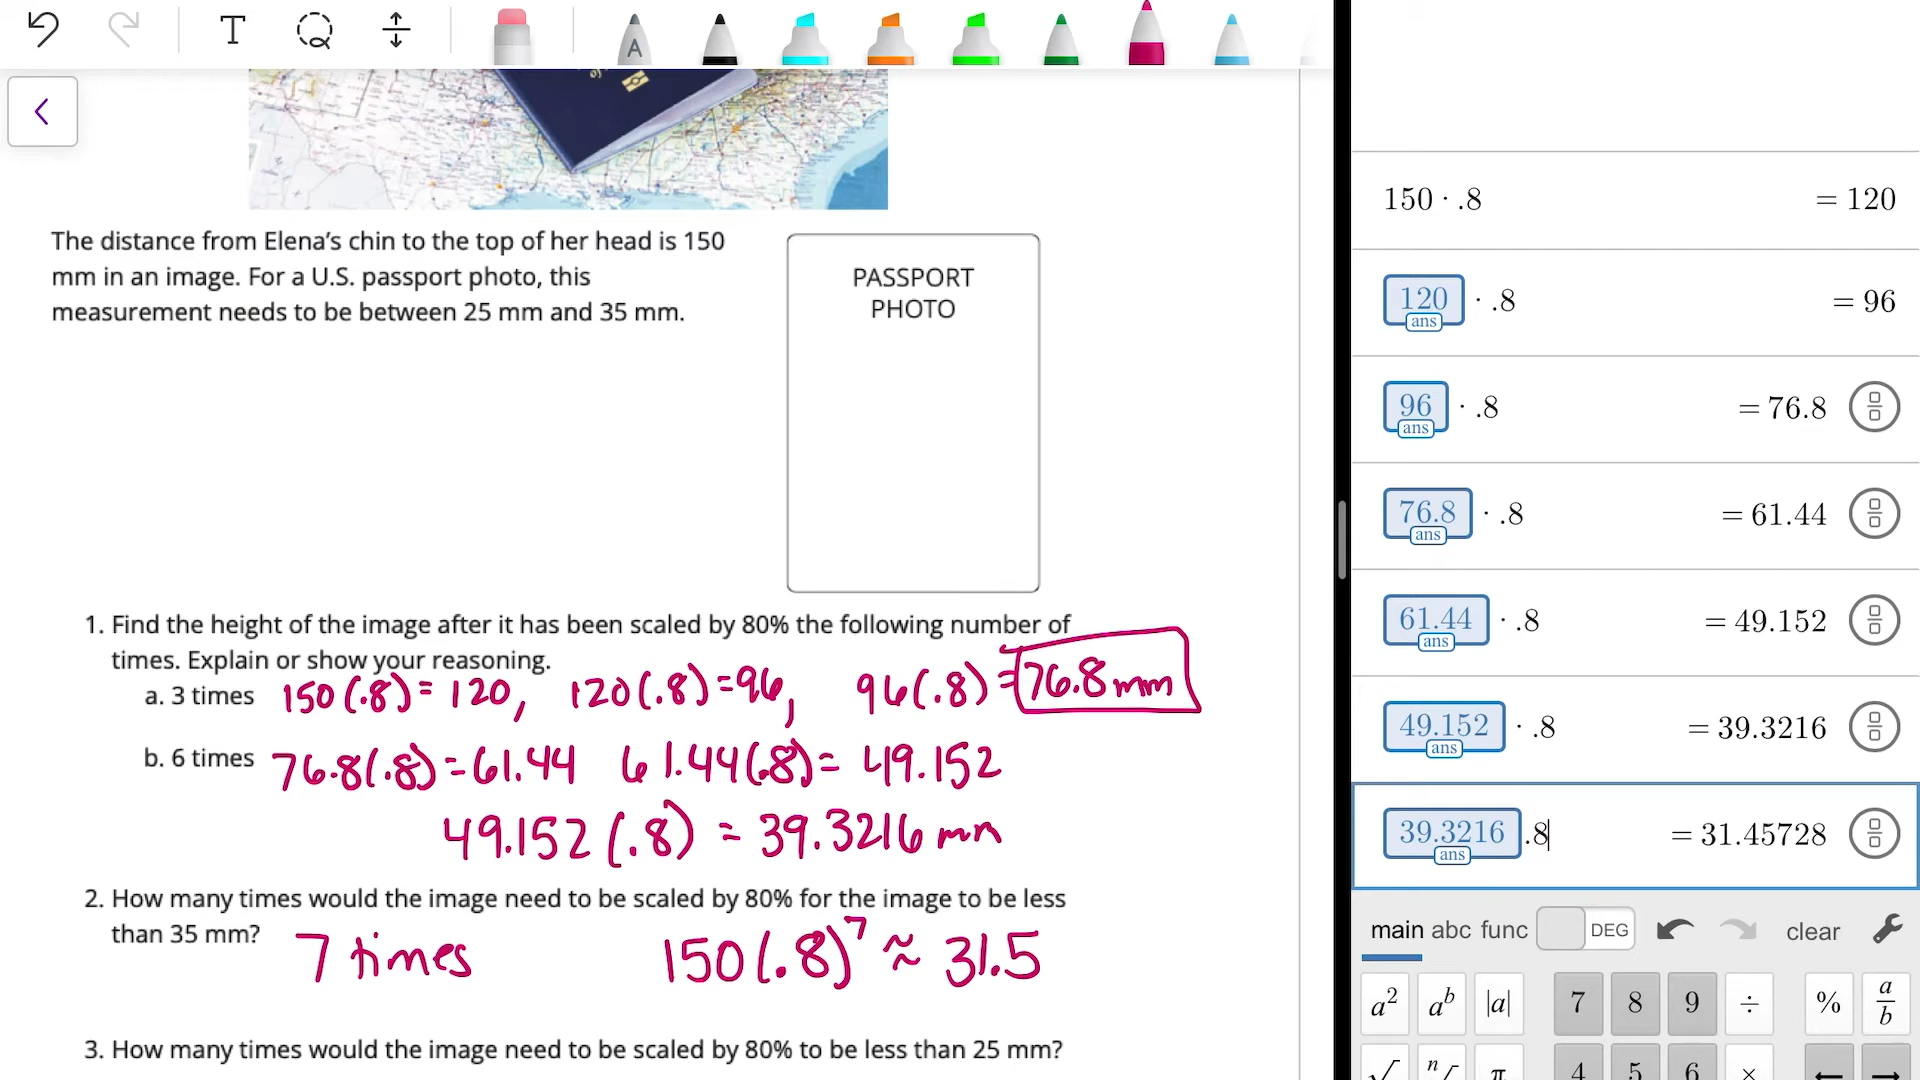 T
A
of
The distance from Elena's chin to the top of her head is 150
mm in an image. For a U.S. passport photo, this
measurement needs to be between 25 mm and 35 mm.
PASSPORT
PHOTO
1. Find the height of the image after it has been scaled by 80% the following number of
times. Explain or show your reasoning.
a. 3 times 150(.8)= 120, 120(.8)=96, 96(.8)=76.8mm
b. 6 times 76.8(.8)=61.44 61.44(.8)= 49.152
49.152(.8) = 39.3216 mm
2. How many times would the image need to be scaled by 80% for the image to be less
than 35 mm? 7 times 150(.8)⁷ ≈ 31.5
3. How many times would the image need to be scaled by 80% to be less than 25 mm?
150 · .8 = 120
120 · .8 = 96
ans
96 · .8 = 76.8
ans
76.8 · .8 = 61.44
ans
61.44 · .8 = 49.152
ans
49.152 · .8 = 39.3216
ans
39.3216 .8 = 31.45728
ans
main abc func DEG clear
a² aᵇ |a| 7 8 9 ÷ % a/b
√ ⁿ√ π 4 5 6 × ← →